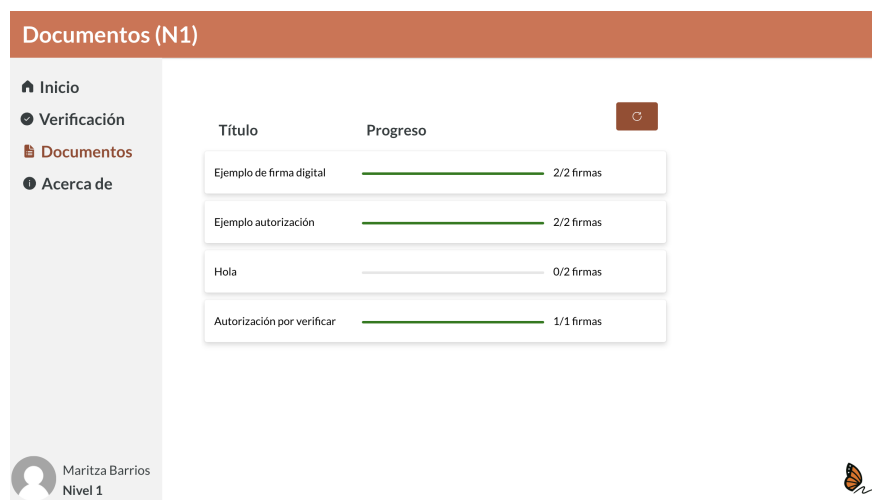 Documentos (N1)
Inicio
Verificación
Documentos
Acerca de
Título Progreso
Ejemplo de firma digital 2/2 firmas
Ejemplo autorización 2/2 firmas
Hola 0/2 firmas
Autorización por verificar 1/1 firmas
Maritza Barrios
Nivel 1